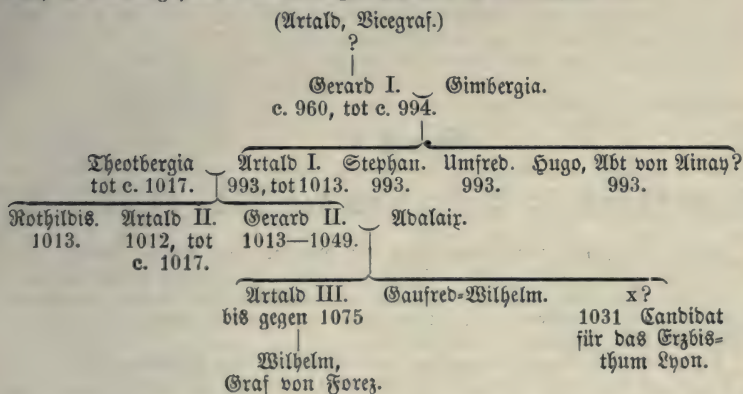 (Artald, Vicegraf.)
?
Gerard I. ‿ Gimbergia.
c. 960, tot c. 994.
Theotbergia ‿ Artald I. Stephan. Umfred. Hugo, Abt von Ainay?
tot c. 1017. 993, tot 1013. 993. 993. 993.
Rothildis. Artald II. Gerard II. ‿ Adalaix.
1013. 1012, tot 1013—1049.
c. 1017.
Artald III. Gaufred-Wilhelm. x?
bis gegen 1075 1031 Candidat
für das Erzbis-
Wilhelm, thum Lyon.
Graf von Forez.